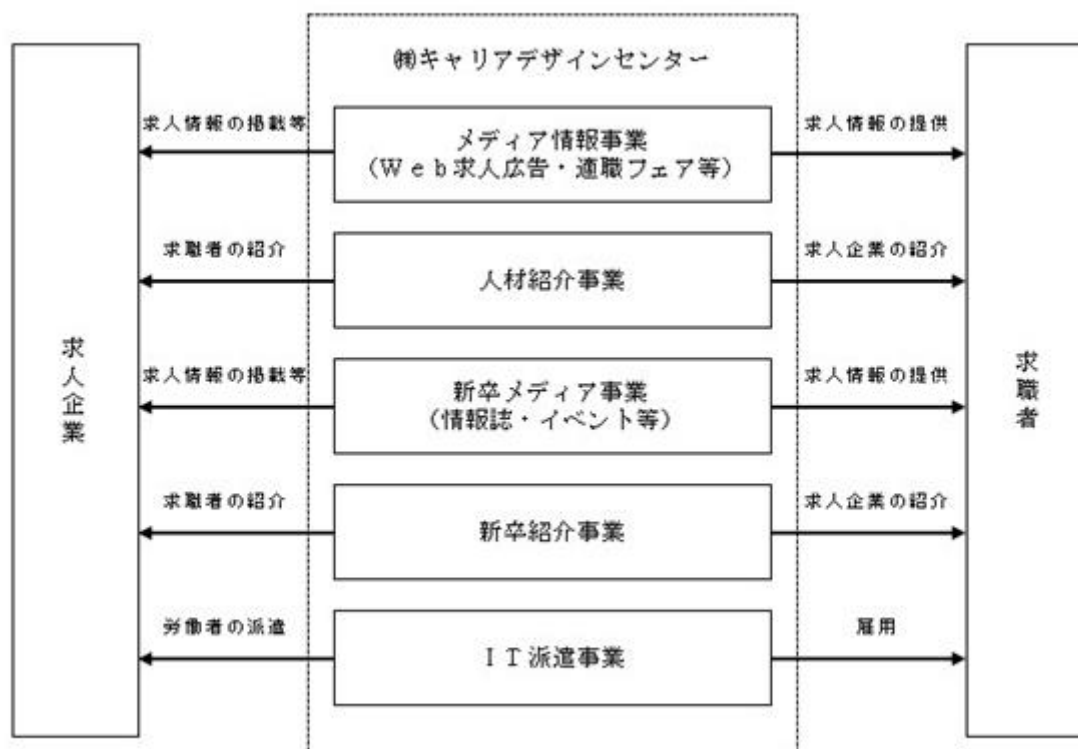 ㈱キャリアデザインセンター
求人情報の掲載等
メディア情報事業
(Web求人広告・適職フェア等)
求人情報の提供
求職者の紹介
人材紹介事業
求人企業の紹介
求人企業
求人情報の掲載等
新卒メディア事業
(情報誌・イベント等)
求人情報の提供
求職者
求職者の紹介
新卒紹介事業
求人企業の紹介
労働者の派遣
IT派遣事業
雇用